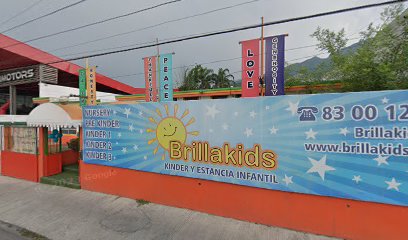 MOTORS
PEACE
LOVE
NURSERY
PRE KINDER
KINDER 1
KINDER 2
KINDER 3
Brillakids
KINDER Y ESTANCIA INFANTIL
☎ 83 00 12
Brillaki
www.brillakids.
Google